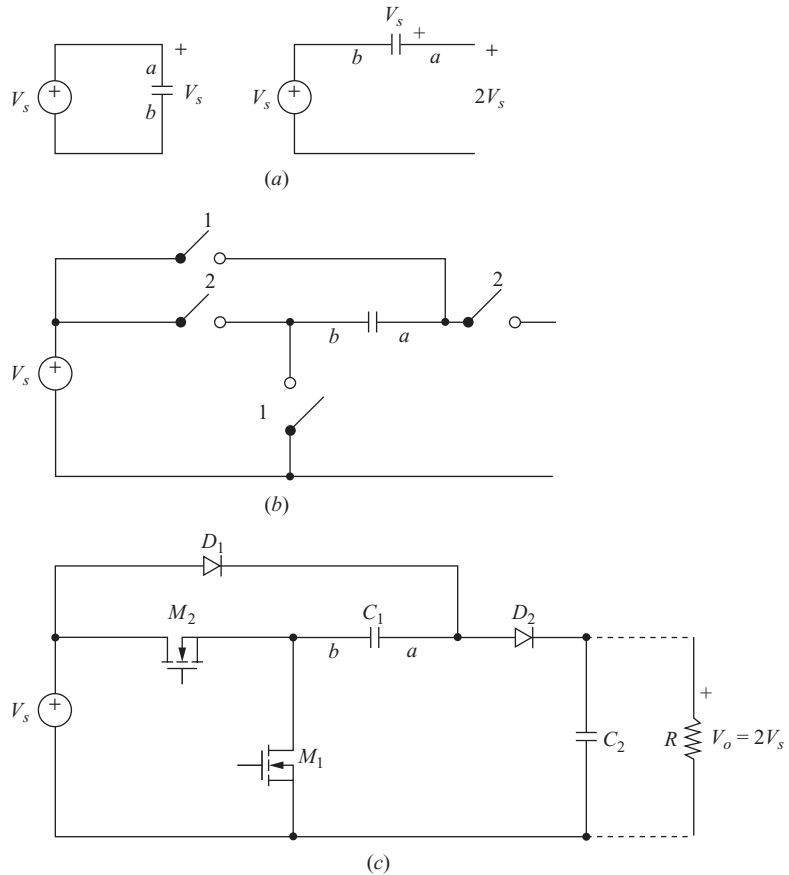 V_s + a b + V_s
V_s + b V_s + a + 2V_s
(a)
1
2 2
b a
V_s +
1
(b)
D_1
M_2 C_1 D_2
b a
V_s + M_1 C_2 R + V_o = 2V_s
(c)